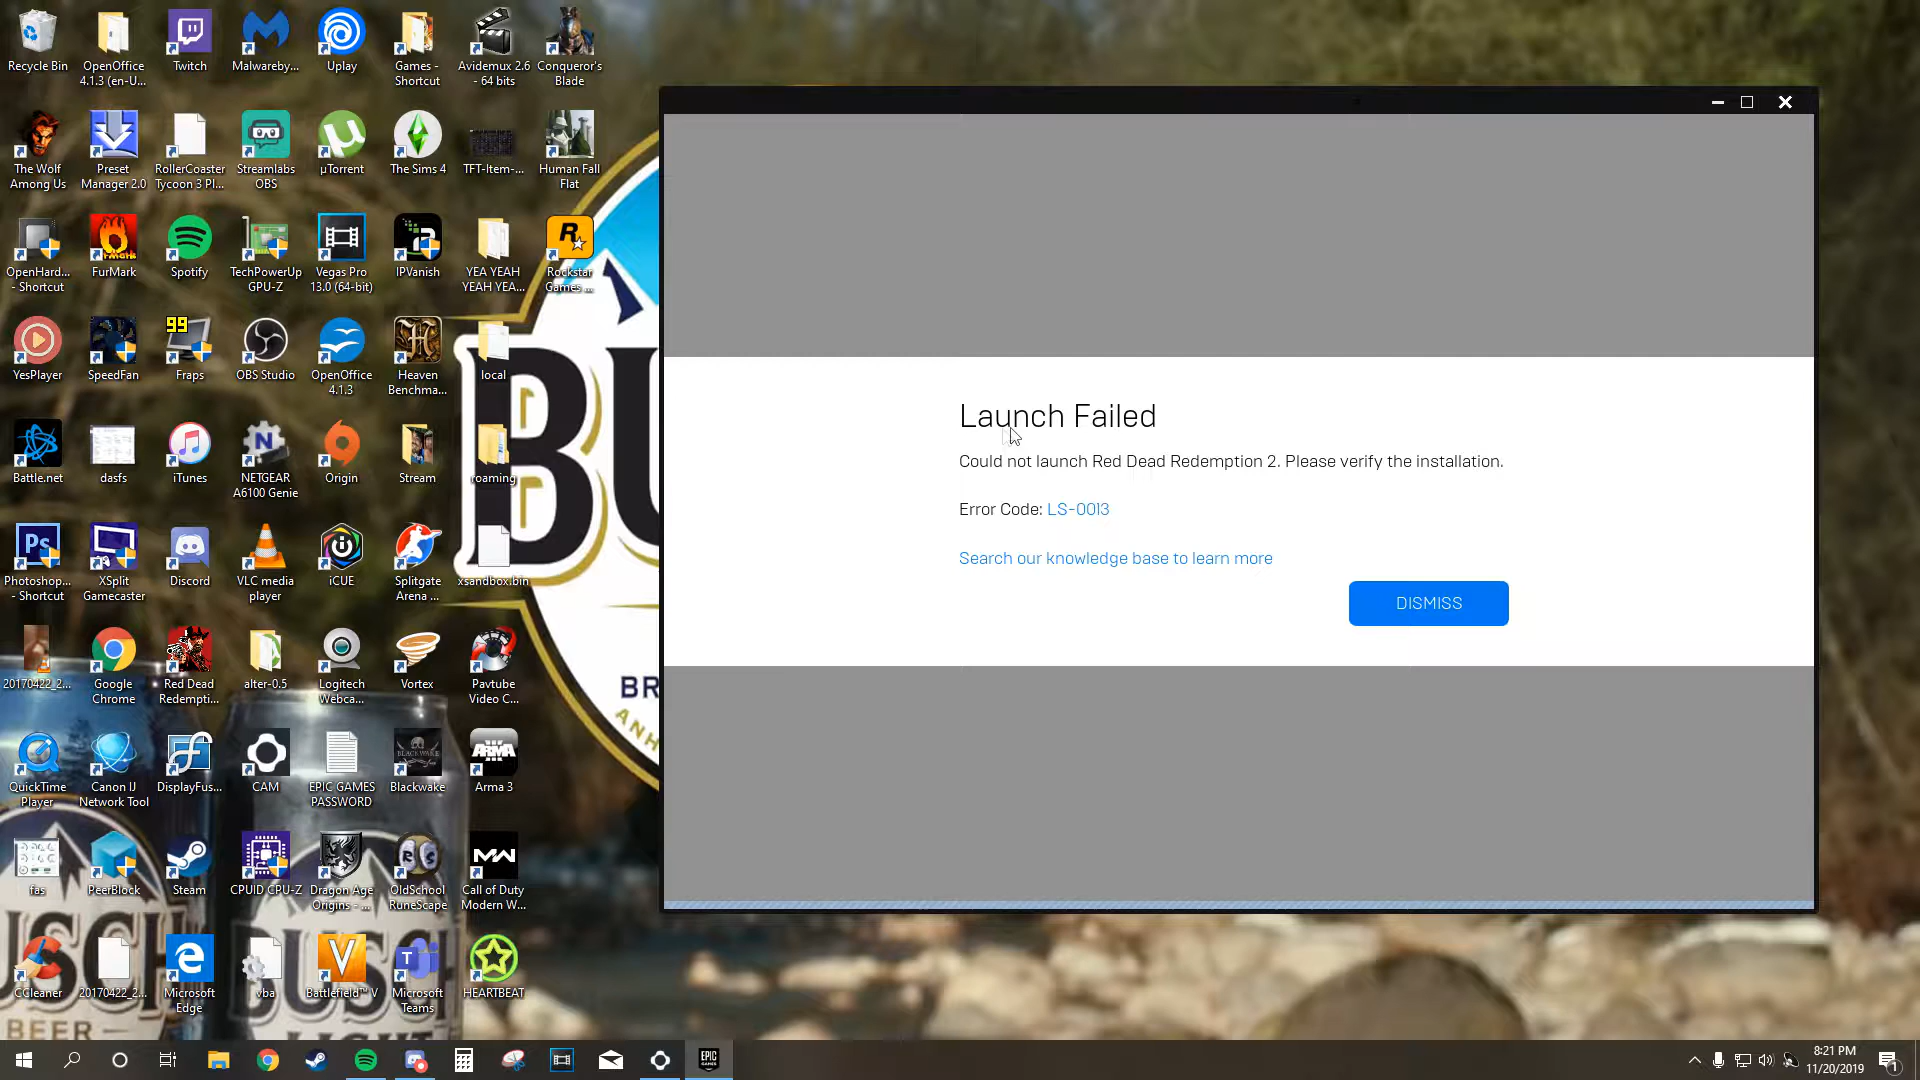 Recycle Bin
OpenOffice
4.1.3 (en-U...
Twitch
Malwareby...
Uplay
Games -
Shortcut
Avidemux 2.6
- 64 bits
Conqueror's
Blade
The Wolf
Among Us
Preset
Manager 2.0
RollerCoaster
Tycoon 3 Pl...
Streamlabs
OBS
µTorrent
The Sims 4
TFT-Item-...
Human Fall
Flat
OpenHard...
- Shortcut
FurMark
Spotify
TechPowerUp
GPU-Z
Vegas Pro
13.0 (64-bit)
IPVanish
YEA YEAH
YEAH YEA...
Rockstar
Games ...
YesPlayer
SpeedFan
99
Fraps
OBS Studio
OpenOffice
4.1.3
Heaven
Benchma...
local
Battle.net
dasfs
iTunes
NETGEAR
A6100 Genie
Origin
Stream
roaming
Photoshop...
- Shortcut
XSplit
Gamecaster
Discord
VLC media
player
iCUE
Splitgate
Arena ...
xsandbox.bin
20170422_2...
Google
Chrome
Red Dead
Redempti...
alter-0.5
Logitech
Webca...
Vortex
Pavtube
Video C...
QuickTime
Player
Canon IJ
Network Tool
DisplayFus...
CAM
EPIC GAMES
PASSWORD
Blackwake
Arma 3
fas
PeerBlock
Steam
CPUID CPU-Z
Dragon Age
Origins - ...
OldSchool
RuneScape
Call of Duty
Modern W...
CCleaner
20170422_2...
Microsoft
Edge
vba
Battlefield™ V
Microsoft
Teams
HEARTBEAT
Launch Failed
Could not launch Red Dead Redemption 2. Please verify the installation.
Error Code: LS-0013
Search our knowledge base to learn more
DISMISS
BU
BR
ANH
BUSCH
BEER
EPIC
GAMES
8:21 PM
11/20/2019
1